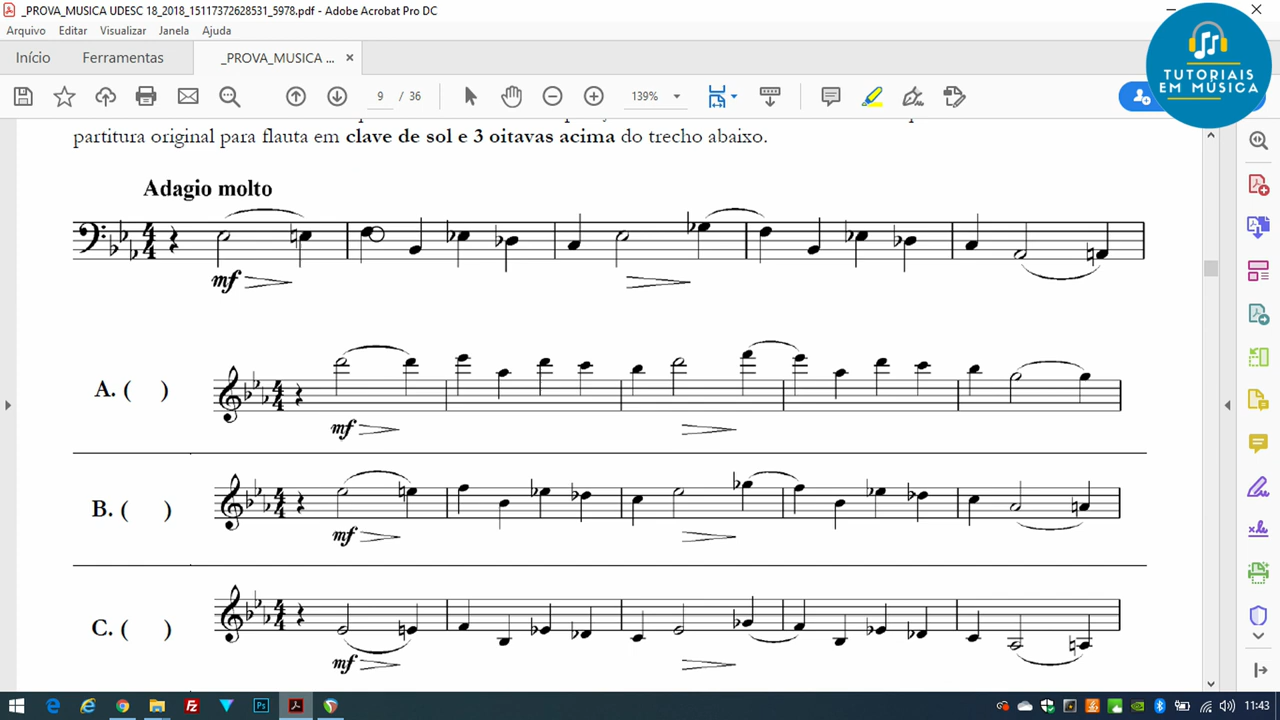 _PROVA_MUSICA UDESC 18_2018_15117372628531_5978.pdf - Adobe Acrobat Pro DC
Arquivo Editar Visualizar Janela Ajuda
Início Ferramentas _PROVA_MUSICA ... ×
9 / 36 139%
TUTORIAIS
EM MÚSICA
partitura original para flauta em clave de sol e 3 oitavas acima do trecho abaixo.
Adagio molto
mf
A. ( )
mf
B. ( )
mf
C. ( )
mf
11:43